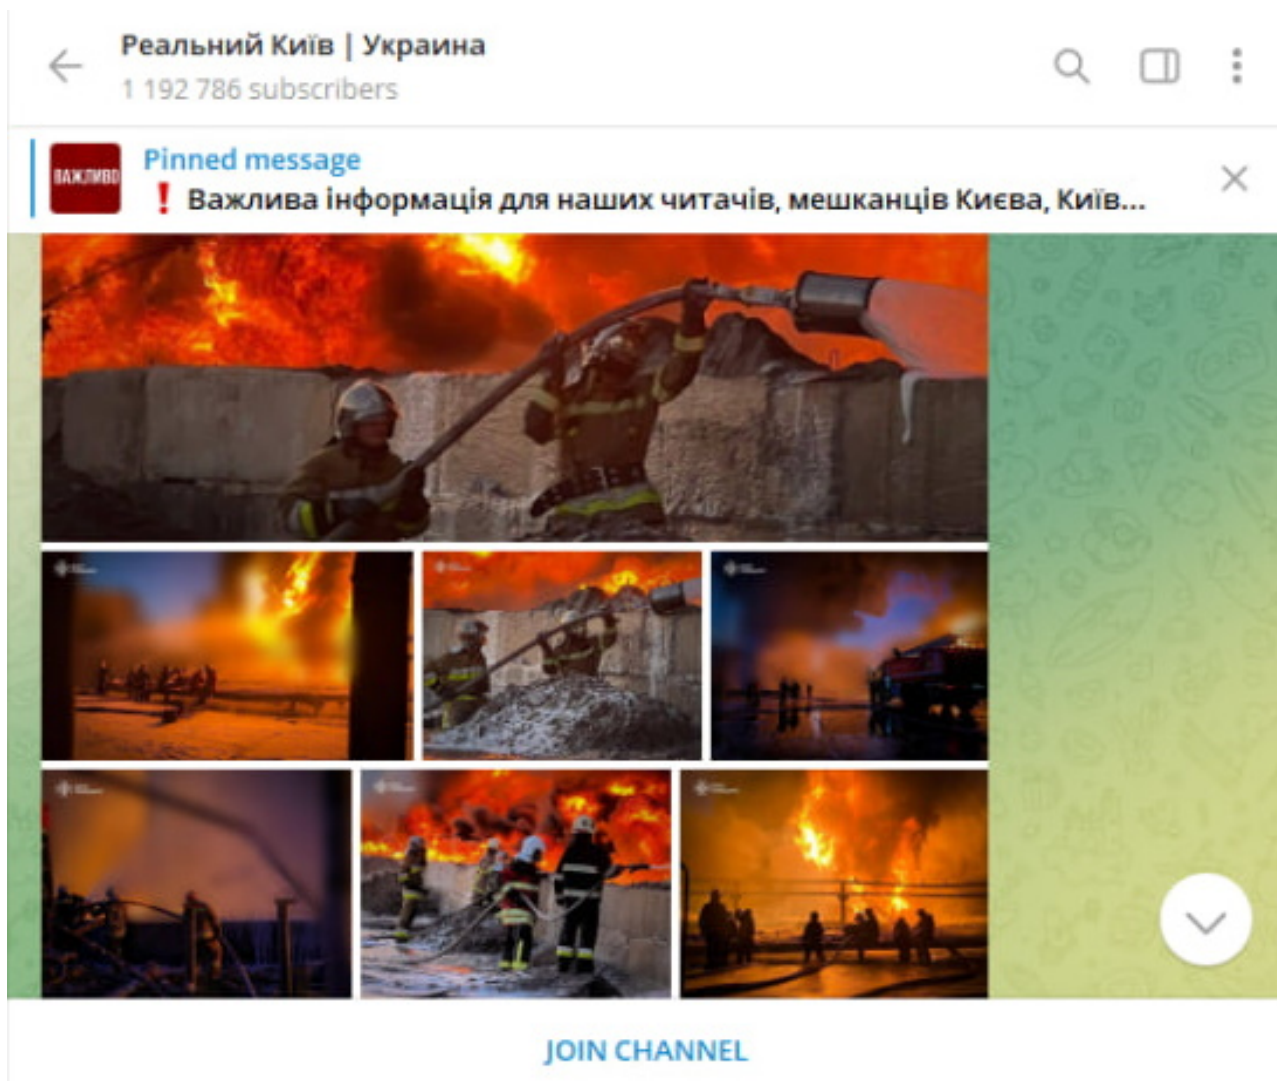 Реальний Київ | Украина
1 192 786 subscribers
ВАЖЛИВО
Pinned message
❗ Важлива інформація для наших читачів, мешканців Києва, Київ...
JOIN CHANNEL